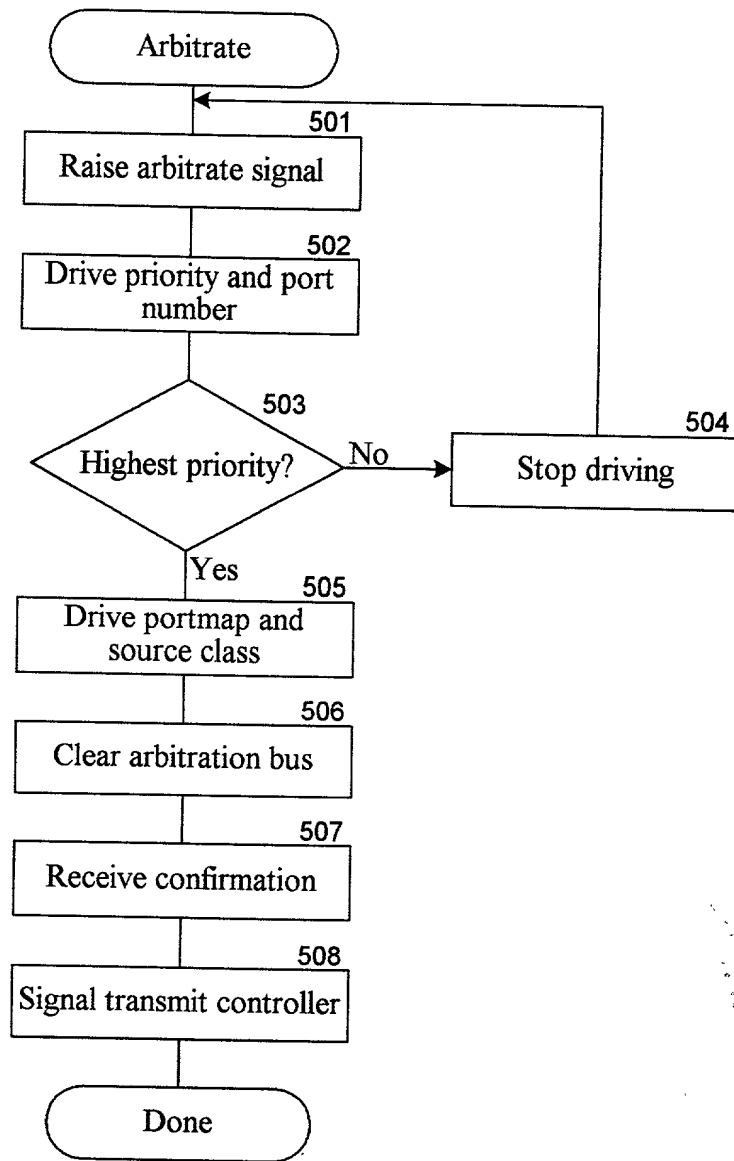 Arbitrate
501
Raise arbitrate signal
502
Drive priority and port
number
503
Highest priority?
No
504
Stop driving
Yes
505
Drive portmap and
source class
506
Clear arbitration bus
507
Receive confirmation
508
Signal transmit controller
Done